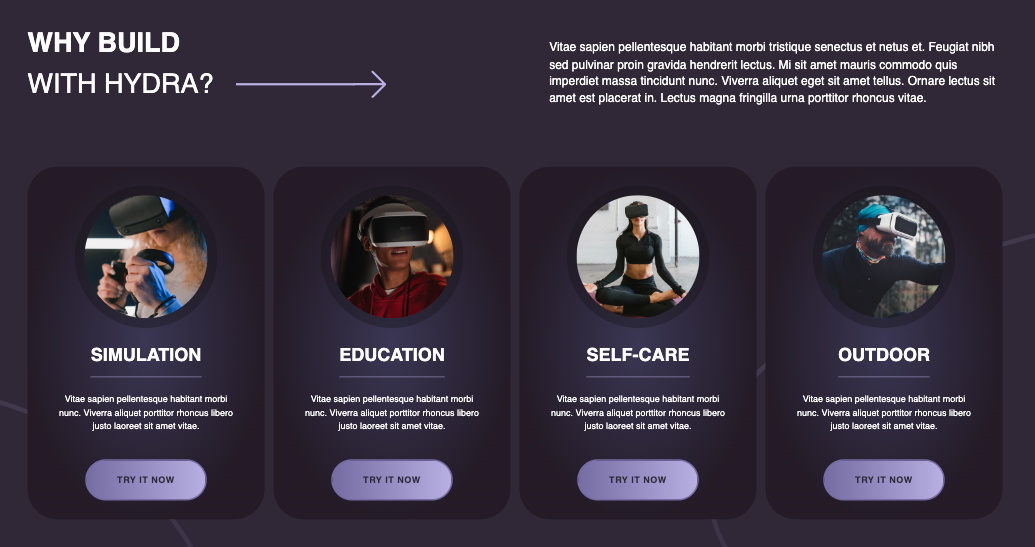 WHY BUILD
WITH HYDRA?
Vitae sapien pellentesque habitant morbi tristique senectus et netus et. Feugiat nibh
sed pulvinar proin gravida hendrerit lectus. Mi sit amet mauris commodo quis
imperdiet massa tincidunt nunc. Viverra aliquet eget sit amet tellus. Ornare lectus sit
amet est placerat in. Lectus magna fringilla urna porttitor rhoncus vitae.
SIMULATION
Vitae sapien pellentesque habitant morbi
nunc. Viverra aliquet porttitor rhoncus libero
justo laoreet sit amet vitae.
TRY IT NOW
EDUCATION
Vitae sapien pellentesque habitant morbi
nunc. Viverra aliquet porttitor rhoncus libero
justo laoreet sit amet vitae.
TRY IT NOW
SELF-CARE
Vitae sapien pellentesque habitant morbi
nunc. Viverra aliquet porttitor rhoncus libero
justo laoreet sit amet vitae.
TRY IT NOW
OUTDOOR
Vitae sapien pellentesque habitant morbi
nunc. Viverra aliquet porttitor rhoncus libero
justo laoreet sit amet vitae.
TRY IT NOW